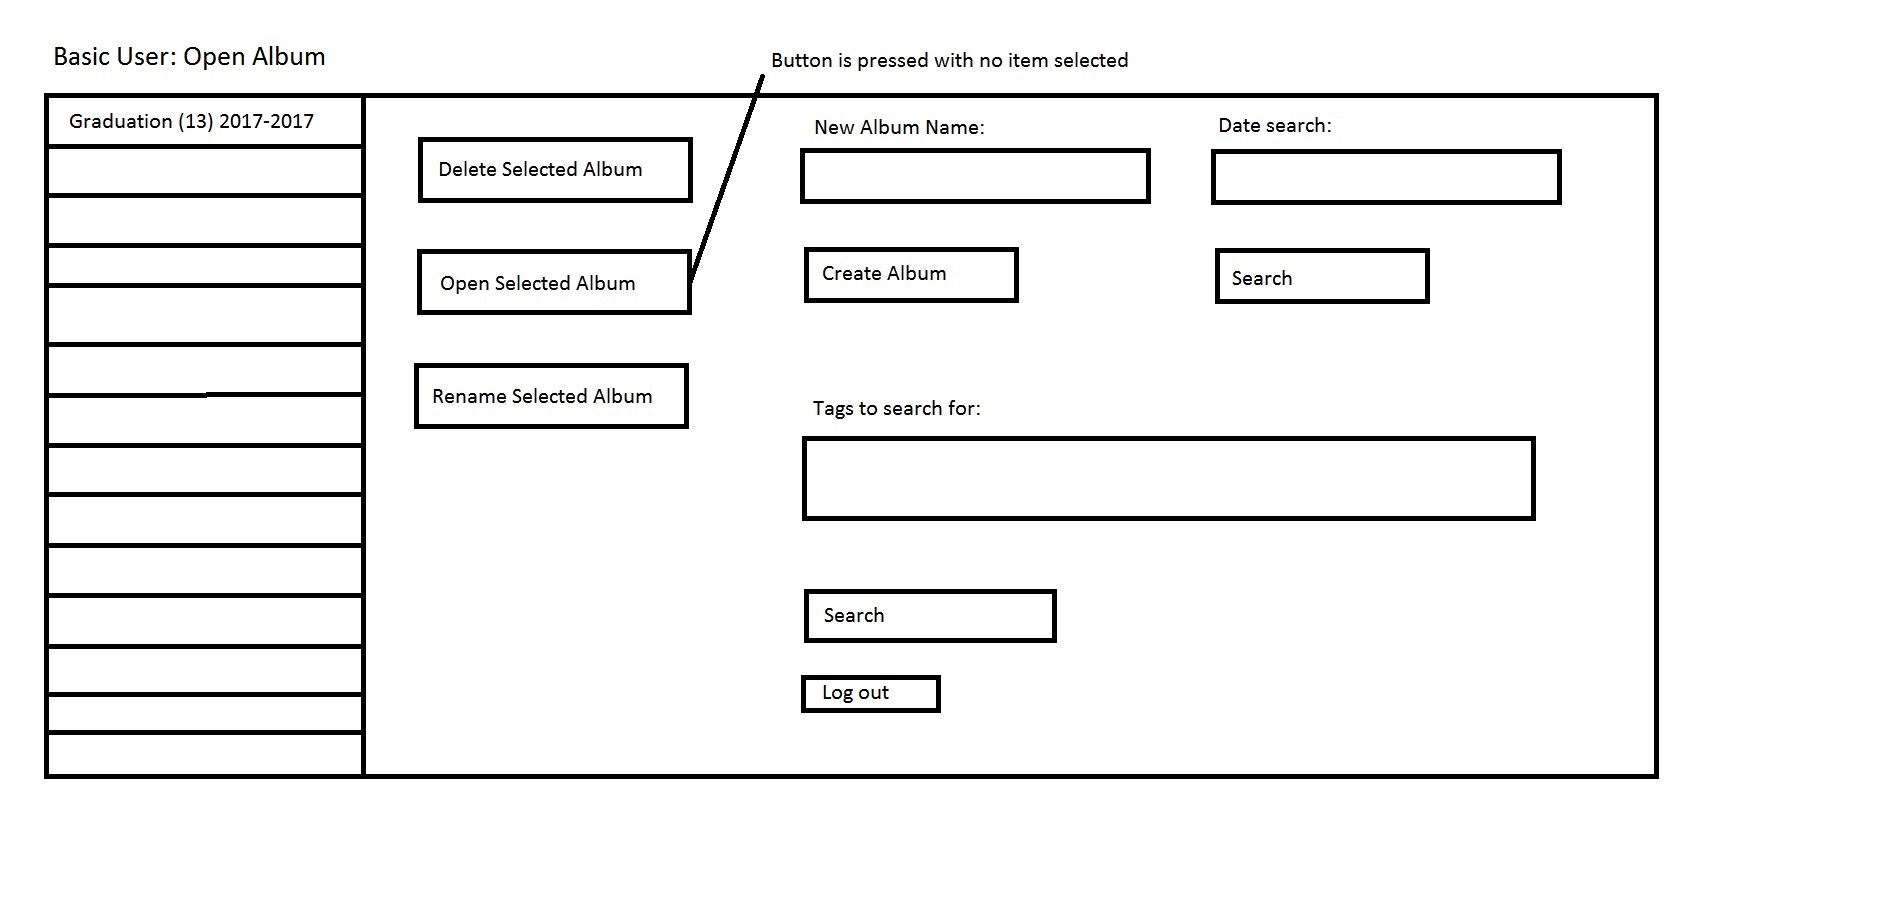 Basic User: Open Album
Button is pressed with no item selected
Graduation (13) 2017-2017
Delete Selected Album
Open Selected Album
Rename Selected Album
New Album Name:
Create Album
Date search:
Search
Tags to search for:
Search
Log out